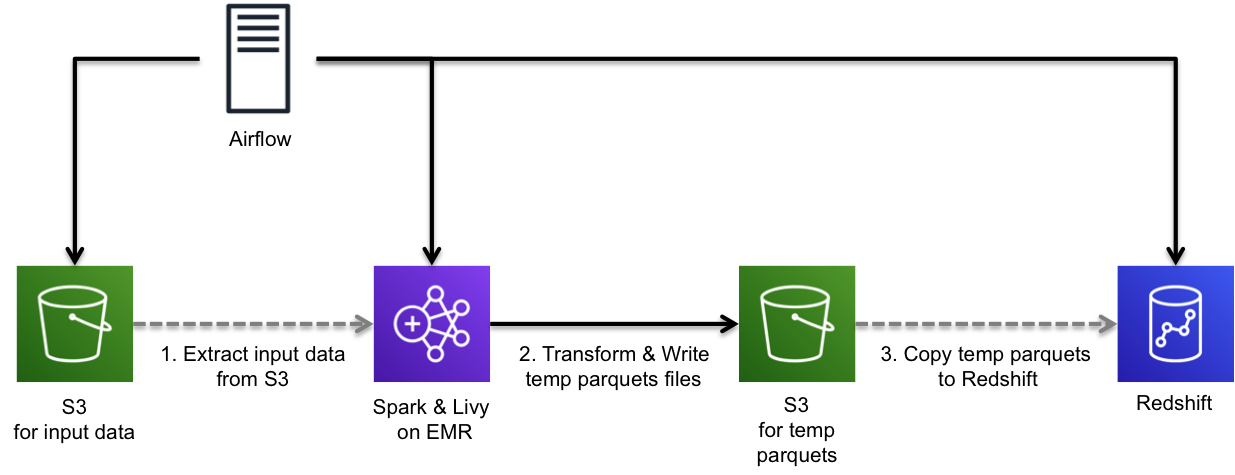 Airflow
1. Extract input data
from S3
2. Transform & Write
temp parquets files
3. Copy temp parquets
to Redshift
S3
for input data
Spark & Livy
on EMR
S3
for temp
parquets
Redshift